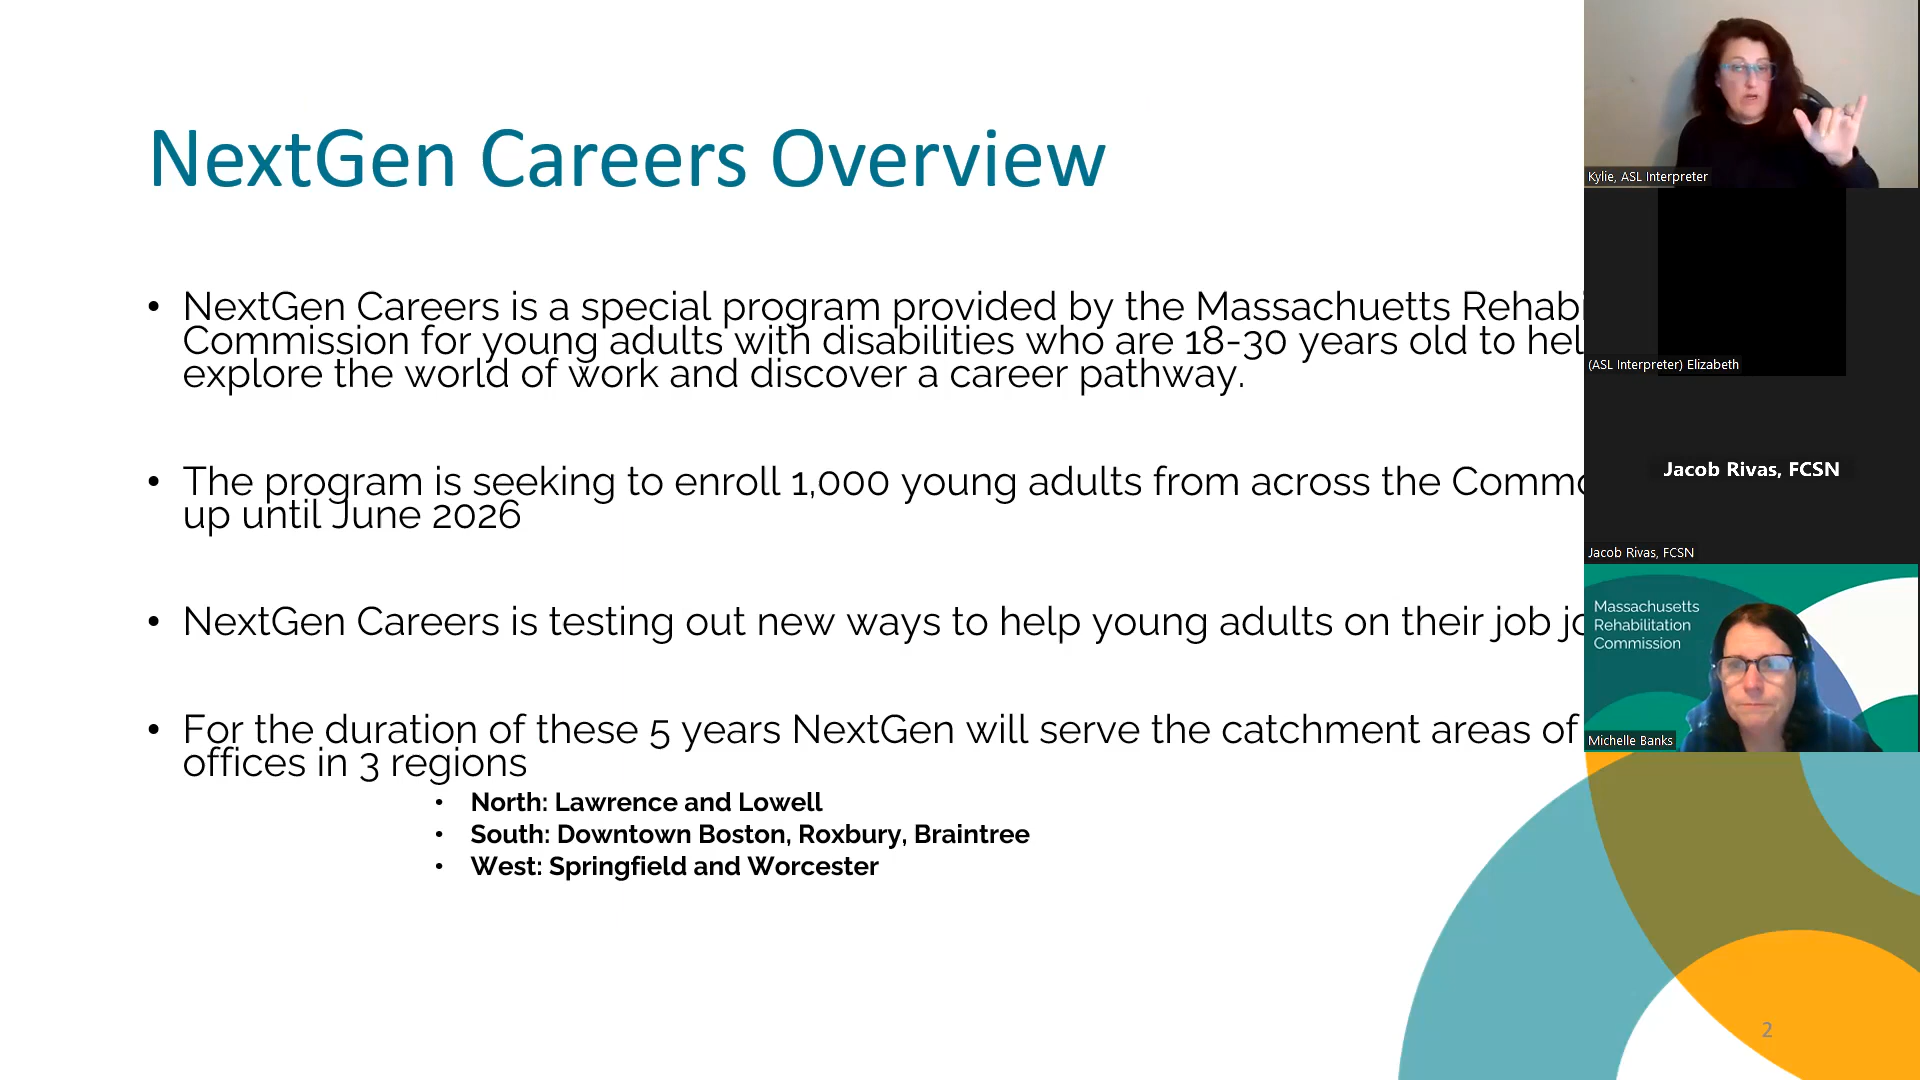 NextGen Careers Overview
• NextGen Careers is a special program provided by the Massachuetts Rehabi
Commission for young adults with disabilities who are 18-30 years old to hel
explore the world of work and discover a career pathway.
• The program is seeking to enroll 1,000 young adults from across the Commo
up until June 2026
• NextGen Careers is testing out new ways to help young adults on their job jo
• For the duration of these 5 years NextGen will serve the catchment areas of
offices in 3 regions
• North: Lawrence and Lowell
• South: Downtown Boston, Roxbury, Braintree
• West: Springfield and Worcester
2
Kylie, ASL Interpreter
(ASL Interpreter) Elizabeth
Jacob Rivas, FCSN
Jacob Rivas, FCSN
Massachusetts
Rehabilitation
Commission
Michelle Banks